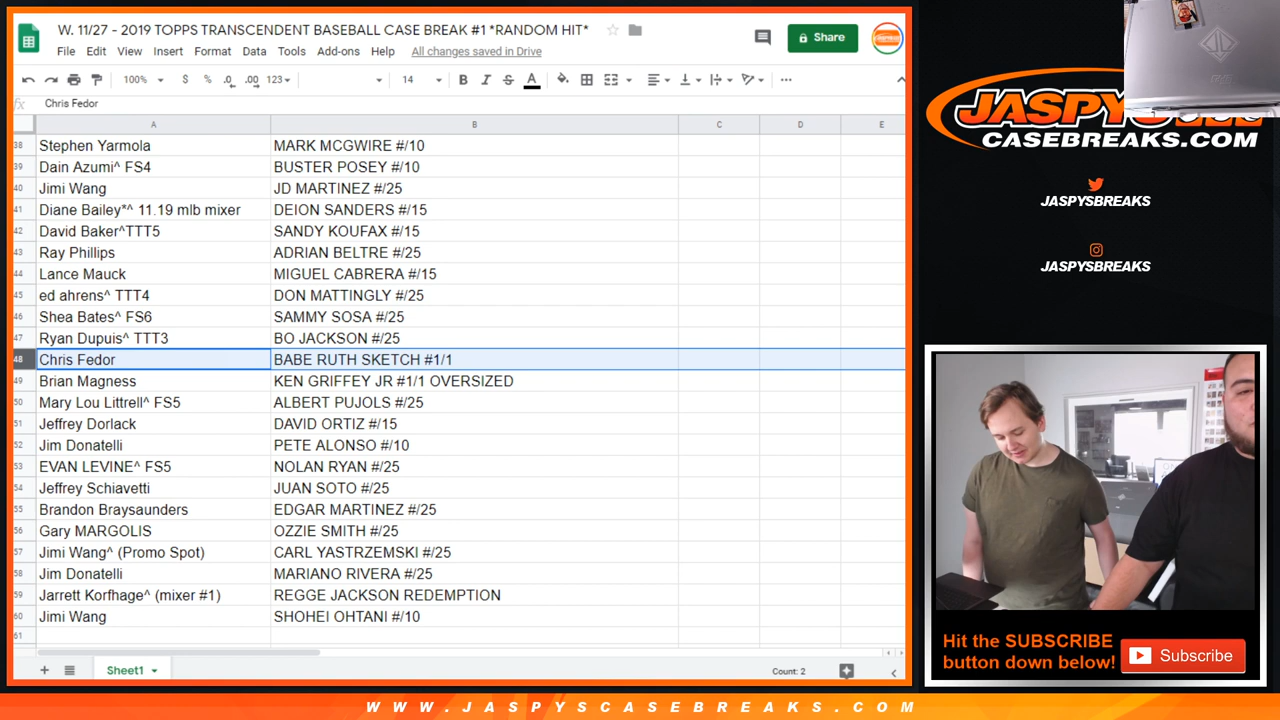 W. 11/27 - 2019 TOPPS TRANSCENDENT BASEBALL CASE BREAK #1 *RANDOM HIT*
File Edit View Insert Format Data Tools Add-ons Help All changes saved in Drive
Share
100% $ % .0 .00 123 14 B I S A
fx Chris Fedor
A B C D E
38 Stephen Yarmola MARK MCGWIRE #/10
39 Dain Azumi^ FS4 BUSTER POSEY #/10
40 Jimi Wang JD MARTINEZ #/25
41 Diane Bailey*^ 11.19 mlb mixer DEION SANDERS #/15
42 David Baker^TTT5 SANDY KOUFAX #/15
43 Ray Phillips ADRIAN BELTRE #/25
44 Lance Mauck MIGUEL CABRERA #/15
45 ed ahrens^ TTT4 DON MATTINGLY #/25
46 Shea Bates^ FS6 SAMMY SOSA #/25
47 Ryan Dupuis^ TTT3 BO JACKSON #/25
48 Chris Fedor BABE RUTH SKETCH #1/1
49 Brian Magness KEN GRIFFEY JR #1/1 OVERSIZED
50 Mary Lou Littrell^ FS5 ALBERT PUJOLS #/25
51 Jeffrey Dorlack DAVID ORTIZ #/15
52 Jim Donatelli PETE ALONSO #/10
53 EVAN LEVINE^ FS5 NOLAN RYAN #/25
54 Jeffrey Schiavetti JUAN SOTO #/25
55 Brandon Braysaunders EDGAR MARTINEZ #/25
56 Gary MARGOLIS OZZIE SMITH #/25
57 Jimi Wang^ (Promo Spot) CARL YASTRZEMSKI #/25
58 Jim Donatelli MARIANO RIVERA #/25
59 Jarrett Korfhage^ (mixer #1) REGGE JACKSON REDEMPTION
60 Jimi Wang SHOHEI OHTANI #/10
61
Sheet1
Count: 2
CASEBREAKS.COM
JASPYSBREAKS
JASPYSBREAKS
Hit the SUBSCRIBE
button down below!
Subscribe
WWW.JASPYSCASEBREAKS.COM